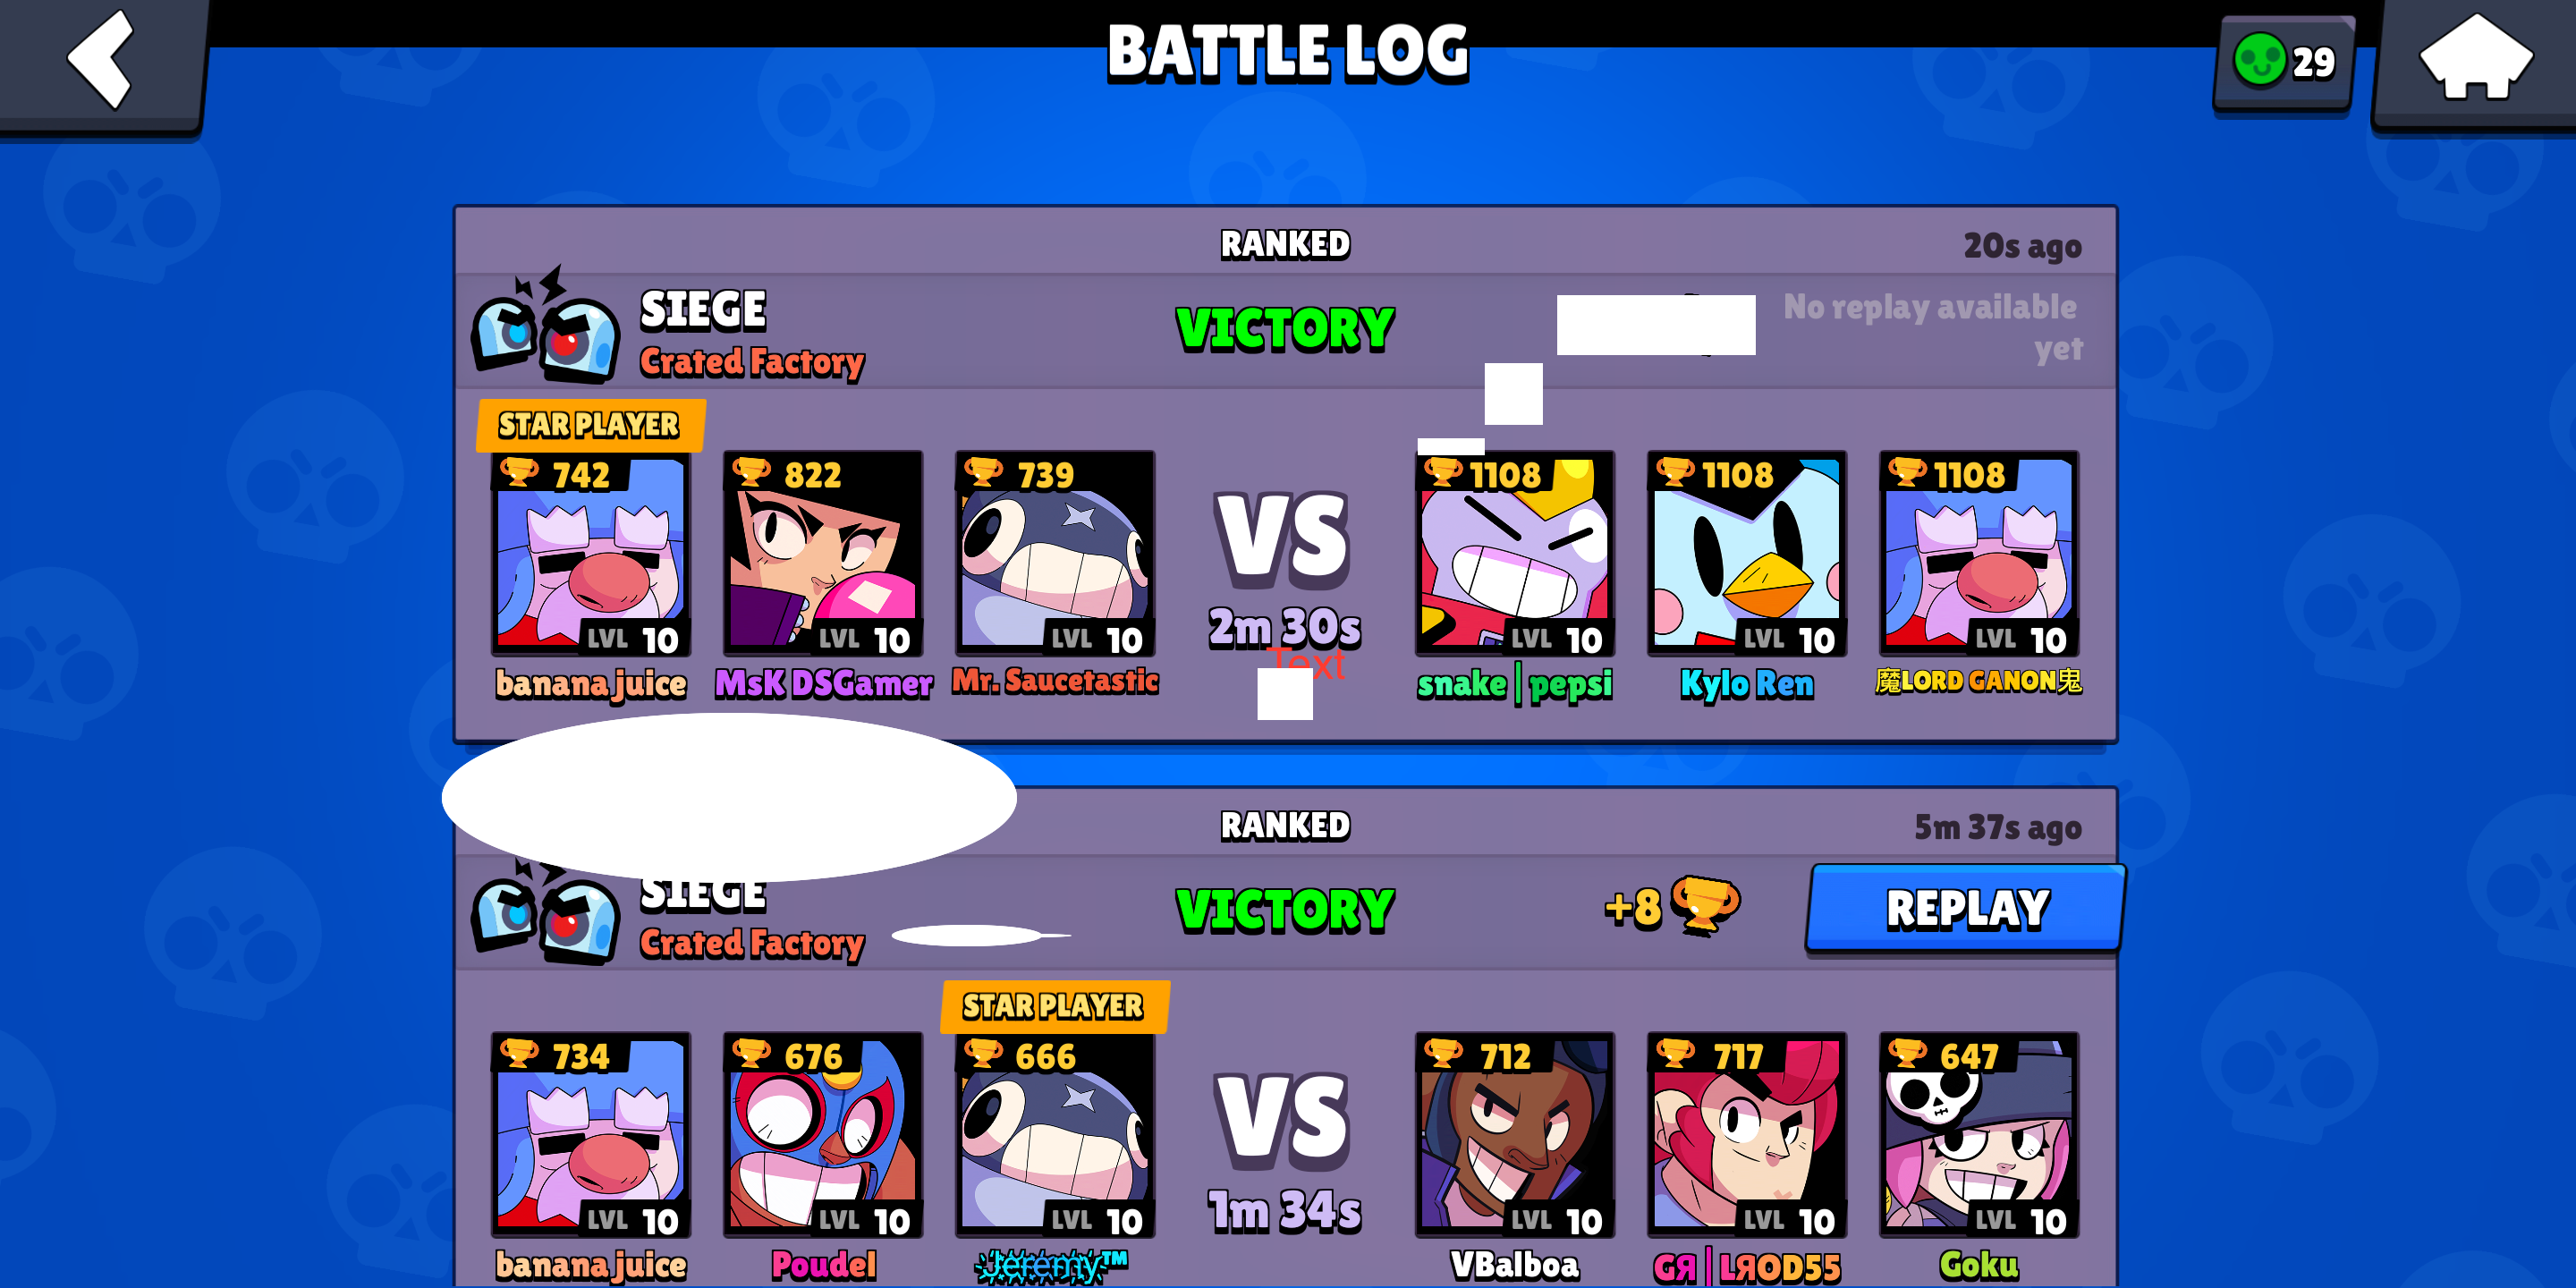 BATTLE LOG
29
RANKED
20s ago
SIEGE
Crated Factory
VICTORY
No replay available
yet
STAR PLAYER
742
822
739
1108
1108
1108
VS
2m 30s
Text
LVL 10
LVL 10
LVL 10
LVL 10
LVL 10
LVL 10
banana juice
MsK DSGamer
Mr. Saucetastic
snake|pepsi
Kylo Ren
魔LORD GANON鬼
RANKED
5m 37s ago
SIEGE
Crated Factory
VICTORY
+8
REPLAY
STAR PLAYER
734
676
666
712
717
647
VS
1m 34s
LVL 10
LVL 10
LVL 10
LVL 10
LVL 10
LVL 10
banana juice
Poudel
Jeremy™
VBalboa
GЯ|LЯOD55
Goku